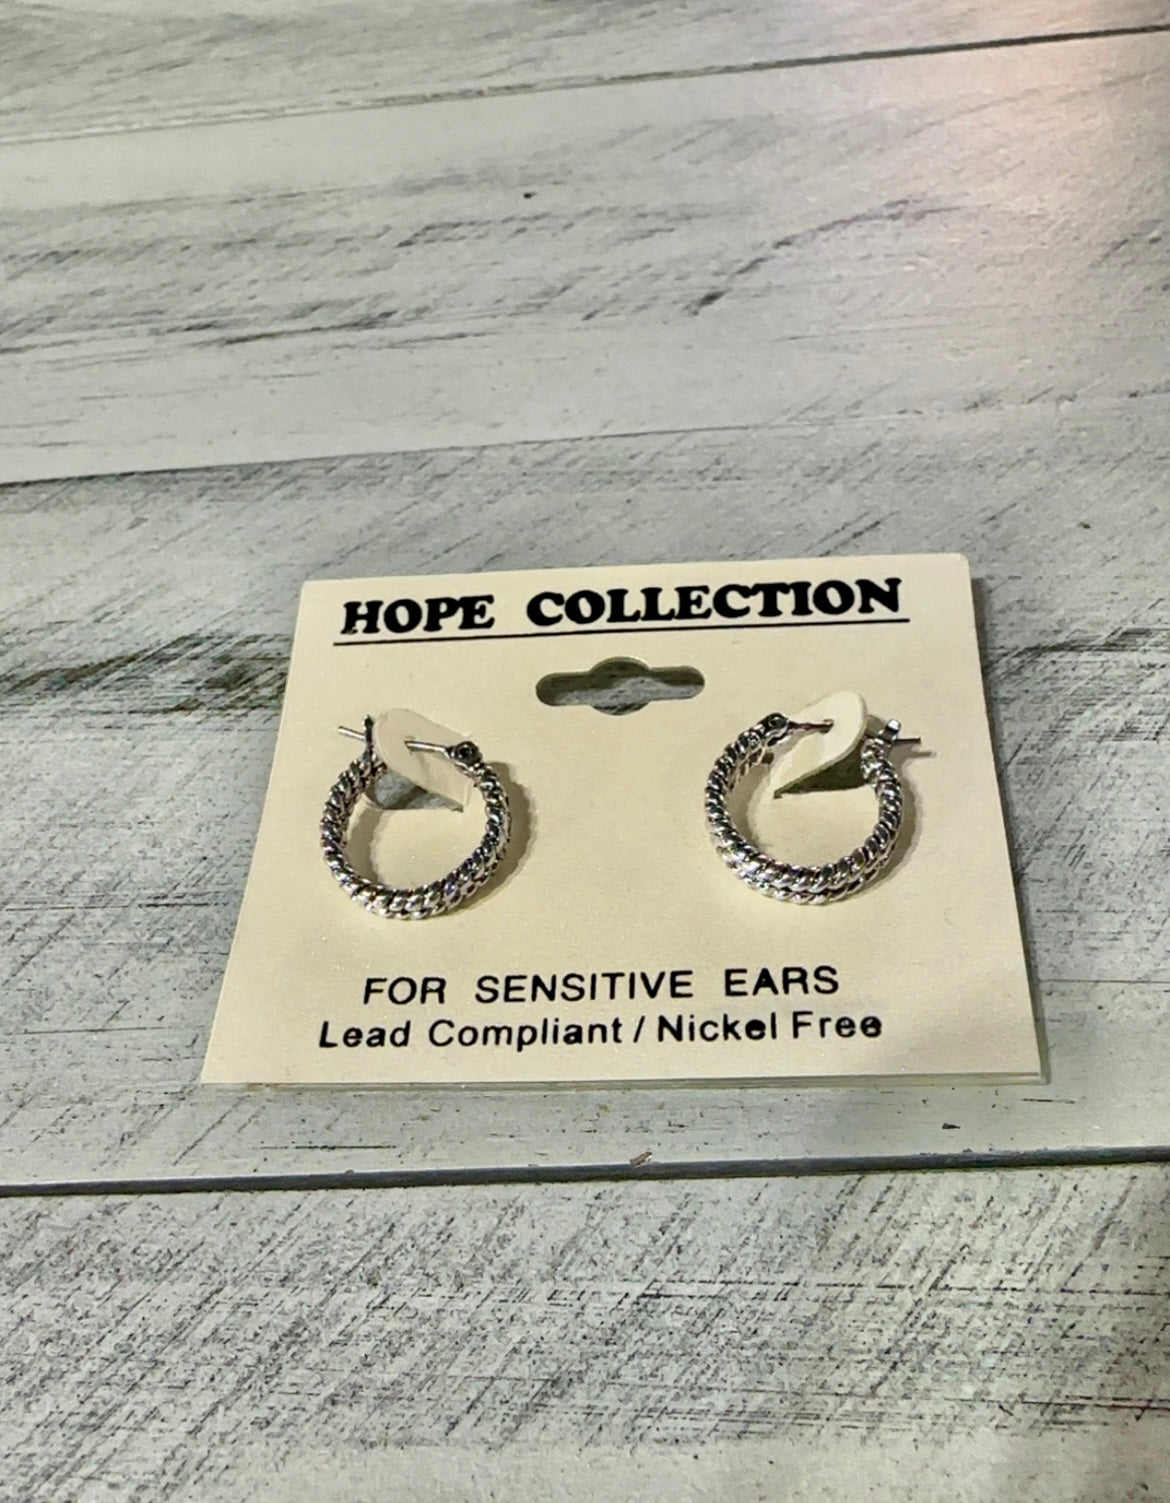 HOPE COLLECTION
FOR SENSITIVE EARS
Lead Compliant / Nickel Free